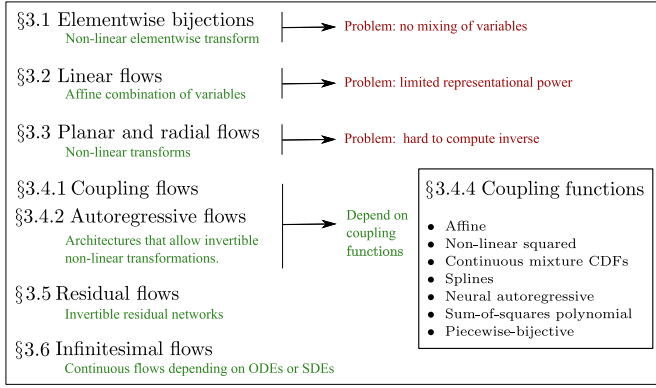 §3.1 Elementwise bijections
Non-linear elementwise transform
Problem: no mixing of variables
§3.2 Linear flows
Affine combination of variables
Problem: limited representational power
§3.3 Planar and radial flows
Non-linear transforms
Problem: hard to compute inverse
§3.4.1 Coupling flows
§3.4.2 Autoregressive flows
Architectures that allow invertible
non-linear transformations.
Depend on
coupling
functions
§3.4.4 Coupling functions
• Affine
• Non-linear squared
• Continuous mixture CDFs
• Splines
• Neural autoregressive
• Sum-of-squares polynomial
• Piecewise-bijective
§3.5 Residual flows
Invertible residual networks
§3.6 Infinitesimal flows
Continuous flows depending on ODEs or SDEs